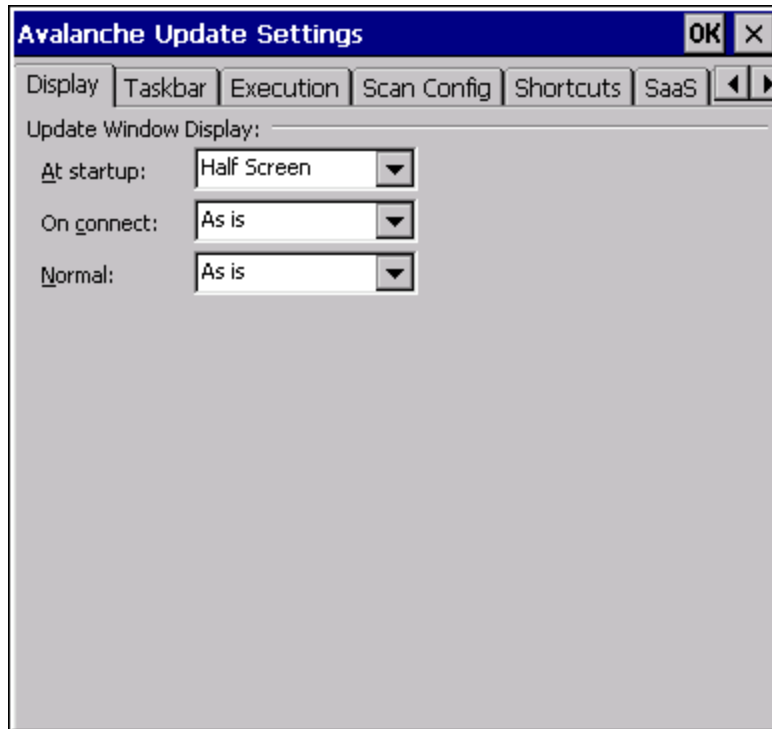 Avalanche Update Settings OK ×
Display Taskbar Execution Scan Config Shortcuts SaaS
Update Window Display:
At startup: Half Screen
On connect: As is
Normal: As is